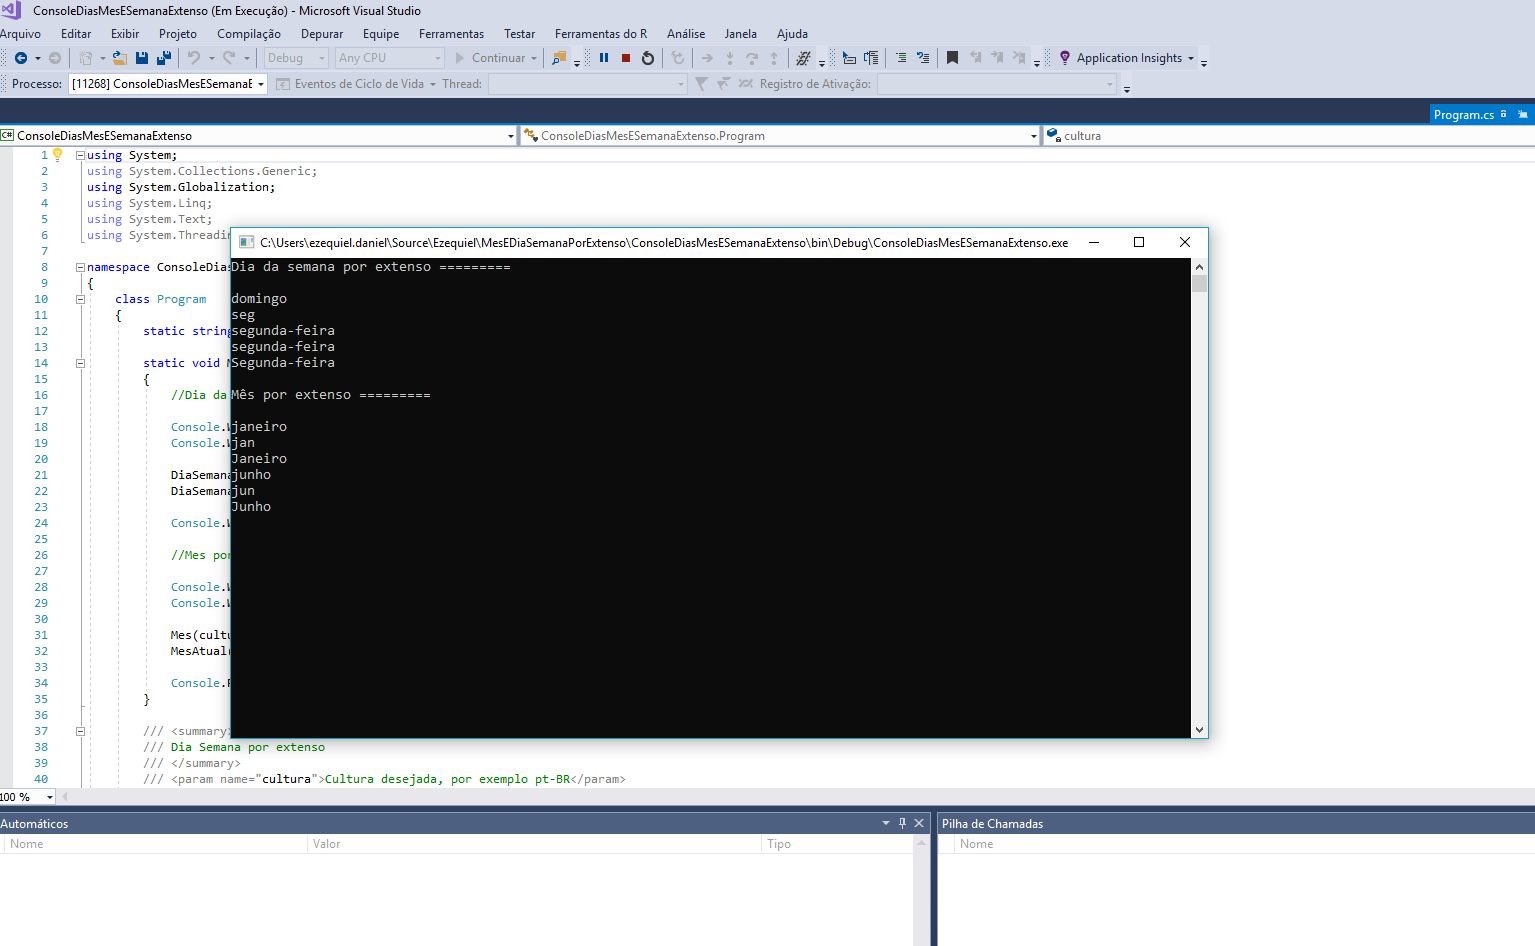 ConsoleDiasMesESemanaExtenso (Em Execução) - Microsoft Visual Studio
Arquivo Editar Exibir Projeto Compilação Depurar Equipe Ferramentas Testar Ferramentas do R Análise Janela Ajuda
Debug Any CPU Continuar Application Insights
Processo: [11268] ConsoleDiasMesESemanaE Eventos de Ciclo de Vida Thread: Registro de Ativação:
Program.cs
C# ConsoleDiasMesESemanaExtenso ConsoleDiasMesESemanaExtenso.Program cultura
1 using System;
2 using System.Collections.Generic;
3 using System.Globalization;
4 using System.Linq;
5 using System.Text;
6 using System.Threadin
7
8 namespace ConsoleDias
9 {
10 class Program
11 {
12 static string
13
14 static void M
15 {
16 //Dia da
17
18 Console.W
19 Console.W
20
21 DiaSemana
22 DiaSemana
23
24 Console.W
25
26 //Mes por
27
28 Console.W
29 Console.W
30
31 Mes(cultu
32 MesAtual(
33
34 Console.R
35 }
36
37 /// <summary>
38 /// Dia Semana por extenso
39 /// </summary>
40 /// <param name="cultura">Cultura desejada, por exemplo pt-BR</param>
C:\Users\ezequiel.daniel\Source\Ezequiel\MesEDiaSemanaPorExtenso\ConsoleDiasMesESemanaExtenso\bin\Debug\ConsoleDiasMesESemanaExtenso.exe
Dia da semana por extenso =========
domingo
seg
segunda-feira
segunda-feira
Segunda-feira
Mês por extenso =========
janeiro
jan
Janeiro
junho
jun
Junho
100 %
Automáticos
Nome Valor Tipo
Pilha de Chamadas
Nome